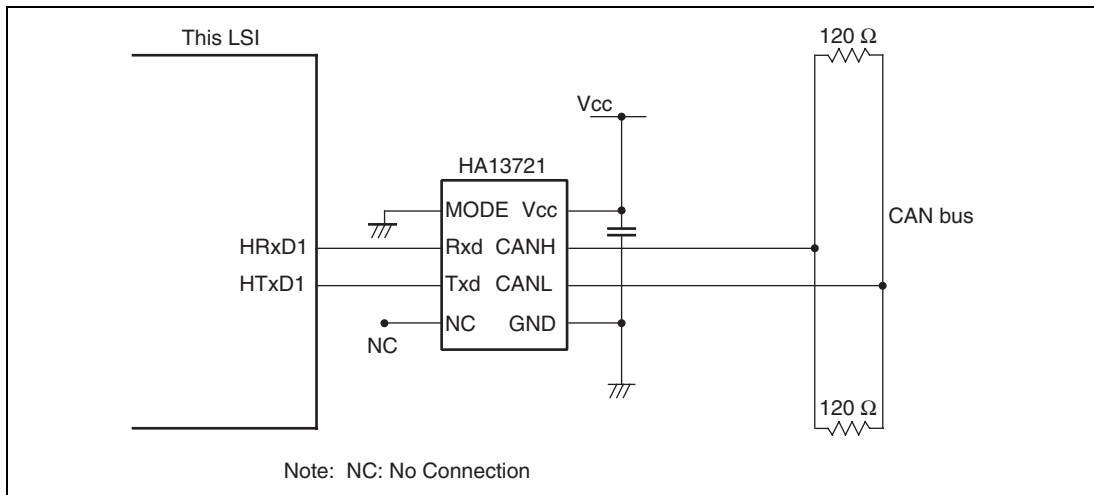 This LSI
120 Ω
Vcc
HA13721
MODE Vcc
CAN bus
HRxD1
Rxd CANH
HTxD1
Txd CANL
NC GND
NC
120 Ω
Note: NC: No Connection